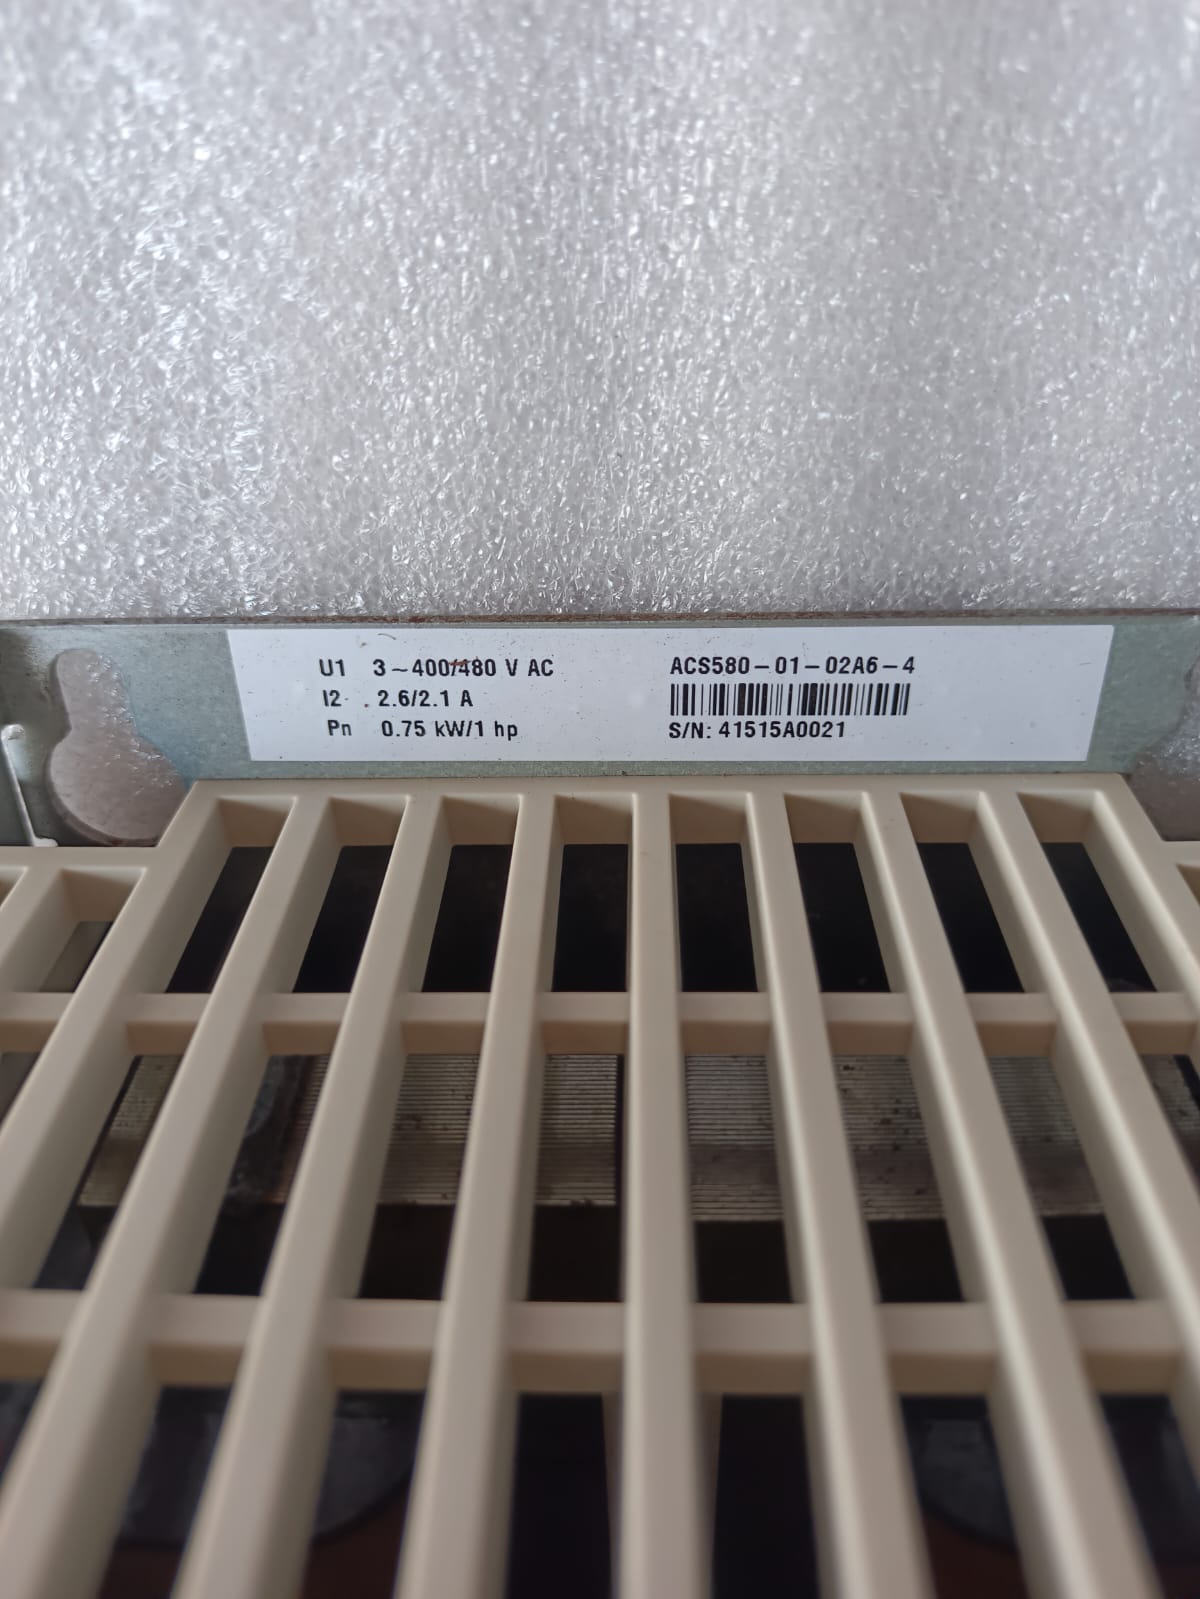 U1 3~400/480 V AC
I2 2.6/2.1 A
Pn 0.75 kW/1 hp
ACS580-01-02A6-4
S/N: 41515A0021